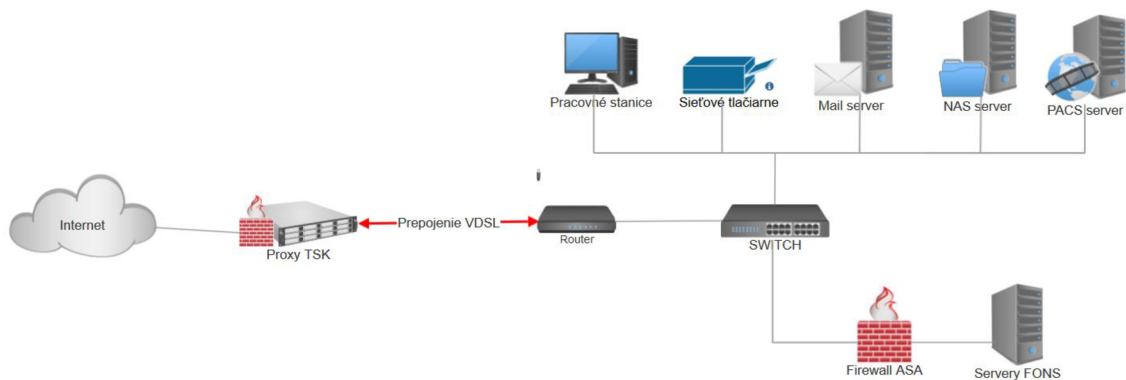 Pracovné stanice
Sieťové tlačiarne
Mail server
NAS server
PACS server
Internet
Proxy TSK
Prepojenie VDSL
Router
SWITCH
Firewall ASA
Servery FONS